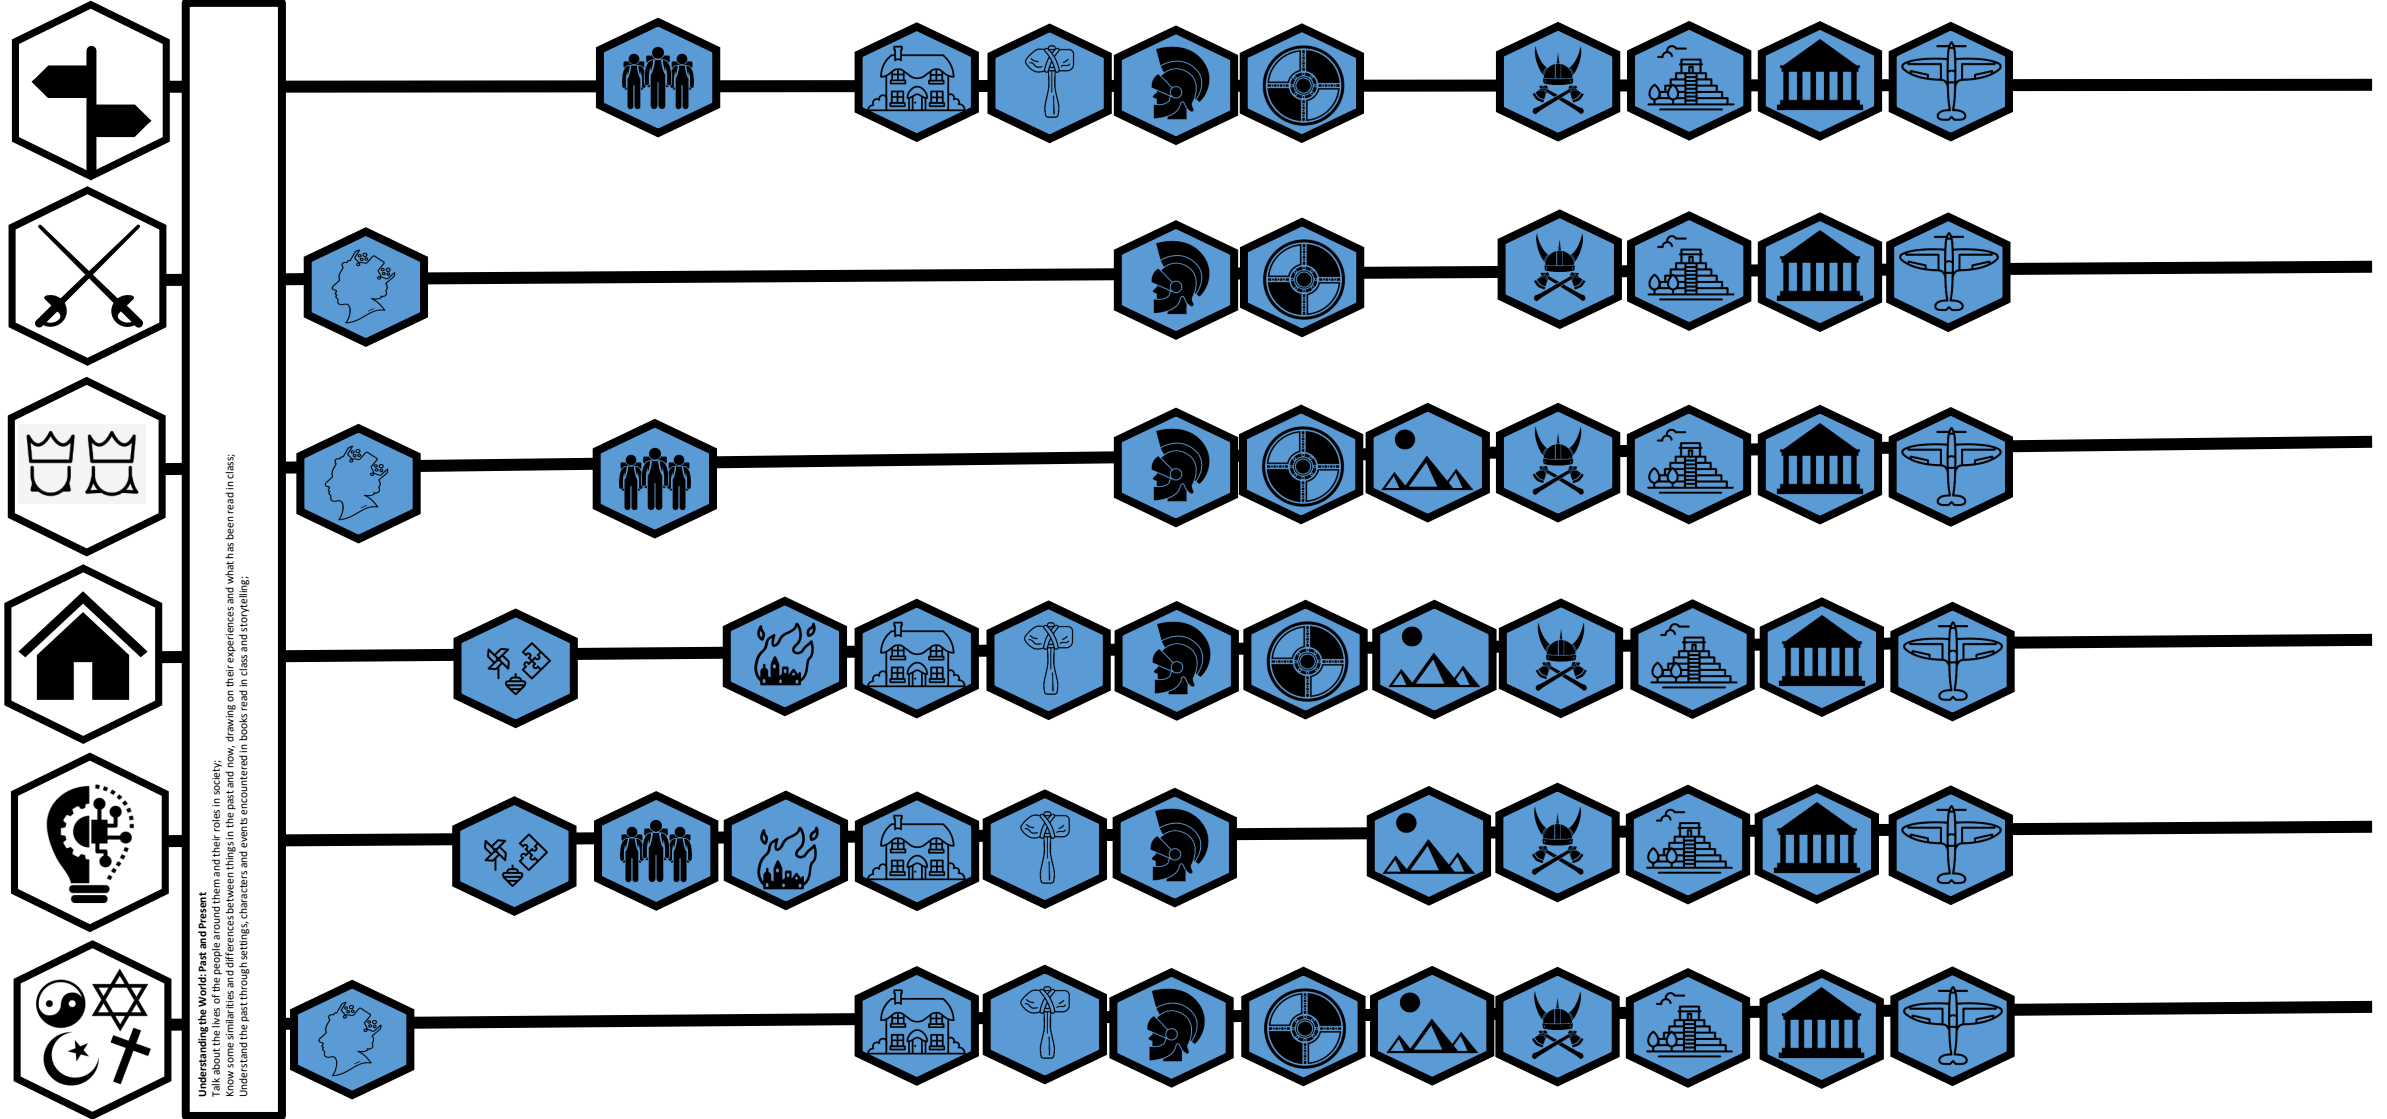 Understanding the World: Past and Present
Talk about the lives of the people around them and their roles in society;
Know some similarities and differences between things in the past and now, drawing on their experiences and what has been read in class;
Understand the past through settings, characters and events encountered in books read in class and storytelling;